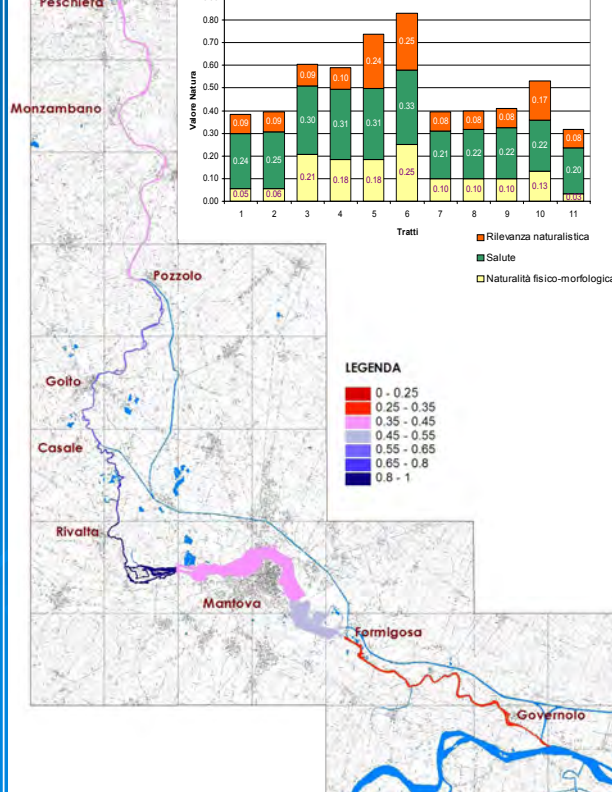 Peschiera
Monzambano
Pozzolo
Goito
Casale
Rivalta
Mantova
Formigosa
Governolo
Valore Natura
0.80
0.70
0.60
0.50
0.40
0.30
0.20
0.10
0.00
0.09 0.09 0.09 0.10 0.24 0.25 0.08 0.08 0.08 0.17 0.08
0.24 0.25 0.30 0.31 0.31 0.33 0.21 0.22 0.22 0.22 0.20
0.05 0.06 0.21 0.18 0.18 0.25 0.10 0.10 0.10 0.13 0.03
1 2 3 4 5 6 7 8 9 10 11
Tratti
Rilevanza naturalistica
Salute
Naturalità fisico-morfologica
LEGENDA
0 - 0.25
0.25 - 0.35
0.35 - 0.45
0.45 - 0.55
0.55 - 0.65
0.65 - 0.8
0.8 - 1